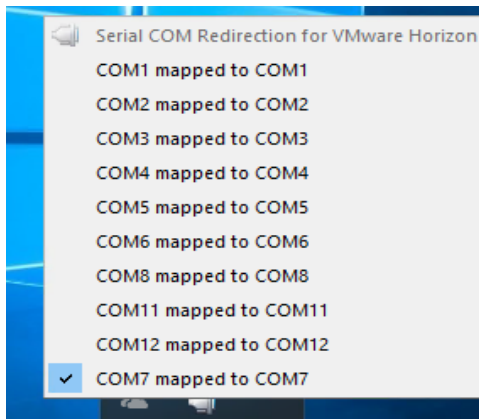 Serial COM Redirection for VMware Horizon
COM1 mapped to COM1
COM2 mapped to COM2
COM3 mapped to COM3
COM4 mapped to COM4
COM5 mapped to COM5
COM6 mapped to COM6
COM8 mapped to COM8
COM11 mapped to COM11
COM12 mapped to COM12
COM7 mapped to COM7